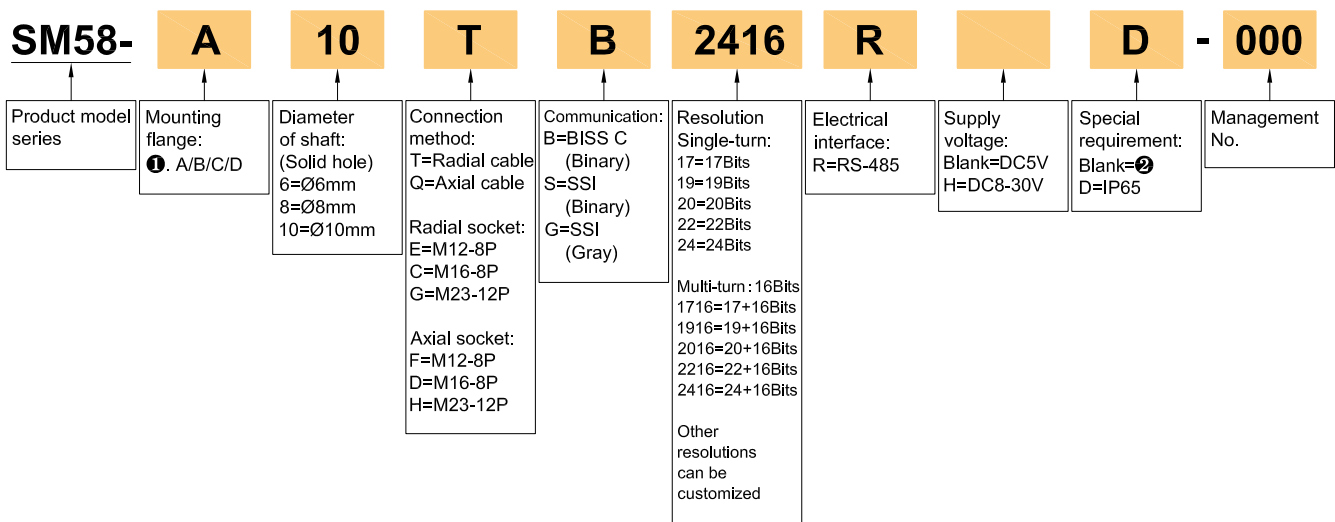 SM58- A 10 T B 2416 R D - 000
Product model
series
Mounting
flange:
❶. A/B/C/D
Diameter
of shaft:
(Solid hole)
6=Ø6mm
8=Ø8mm
10=Ø10mm
Connection
method:
T=Radial cable
Q=Axial cable
Radial socket:
E=M12-8P
C=M16-8P
G=M23-12P
Axial socket:
F=M12-8P
D=M16-8P
H=M23-12P
Communication:
B=BISS C
(Binary)
S=SSI
(Binary)
G=SSI
(Gray)
Resolution
Single-turn:
17=17Bits
19=19Bits
20=20Bits
22=22Bits
24=24Bits
Multi-turn : 16Bits
1716=17+16Bits
1916=19+16Bits
2016=20+16Bits
2216=22+16Bits
2416=24+16Bits
Other
resolutions
can be
customized
Electrical
interface:
R=RS-485
Supply
voltage:
Blank=DC5V
H=DC8-30V
Special
requirement:
Blank=❷
D=IP65
Management
No.